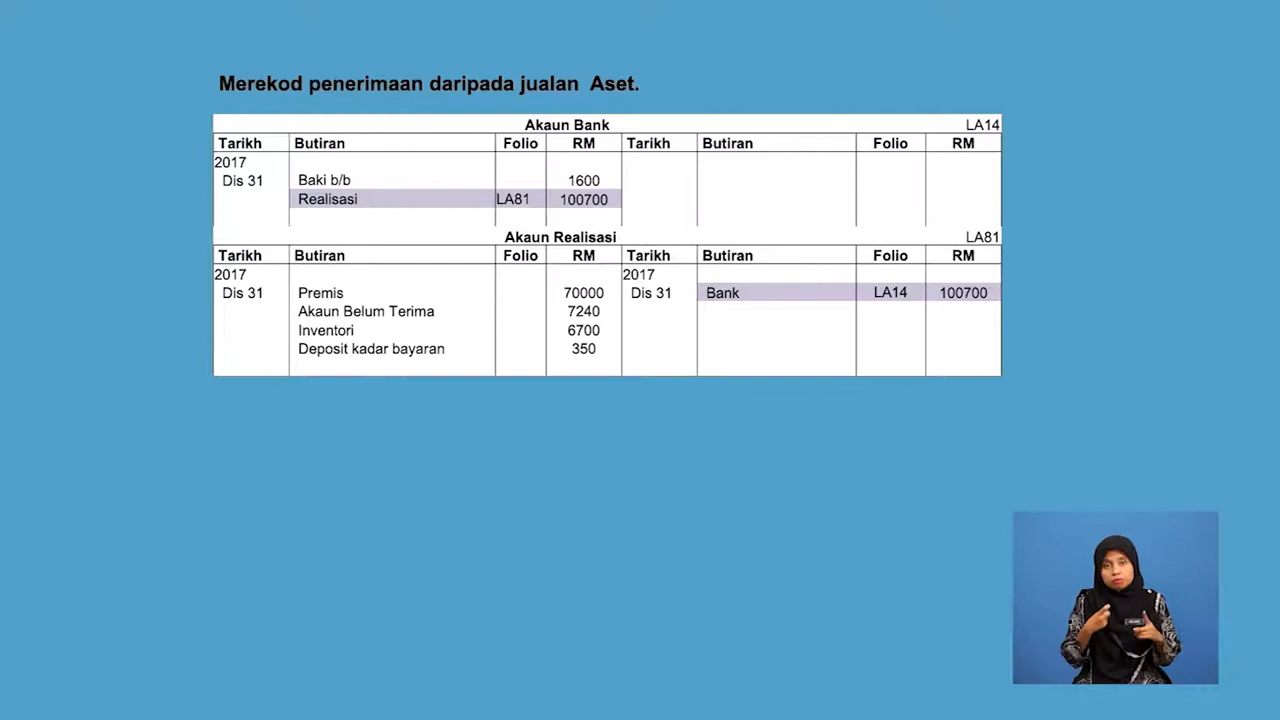 Merekod penerimaan daripada jualan Aset.
Akaun Bank LA14
Tarikh Butiran Folio RM Tarikh Butiran Folio RM
2017
Dis 31 Baki b/b 1600
Realisasi LA81 100700
Akaun Realisasi LA81
Tarikh Butiran Folio RM Tarikh Butiran Folio RM
2017 2017
Dis 31 Premis 70000 Dis 31 Bank LA14 100700
Akaun Belum Terima 7240
Inventori 6700
Deposit kadar bayaran 350